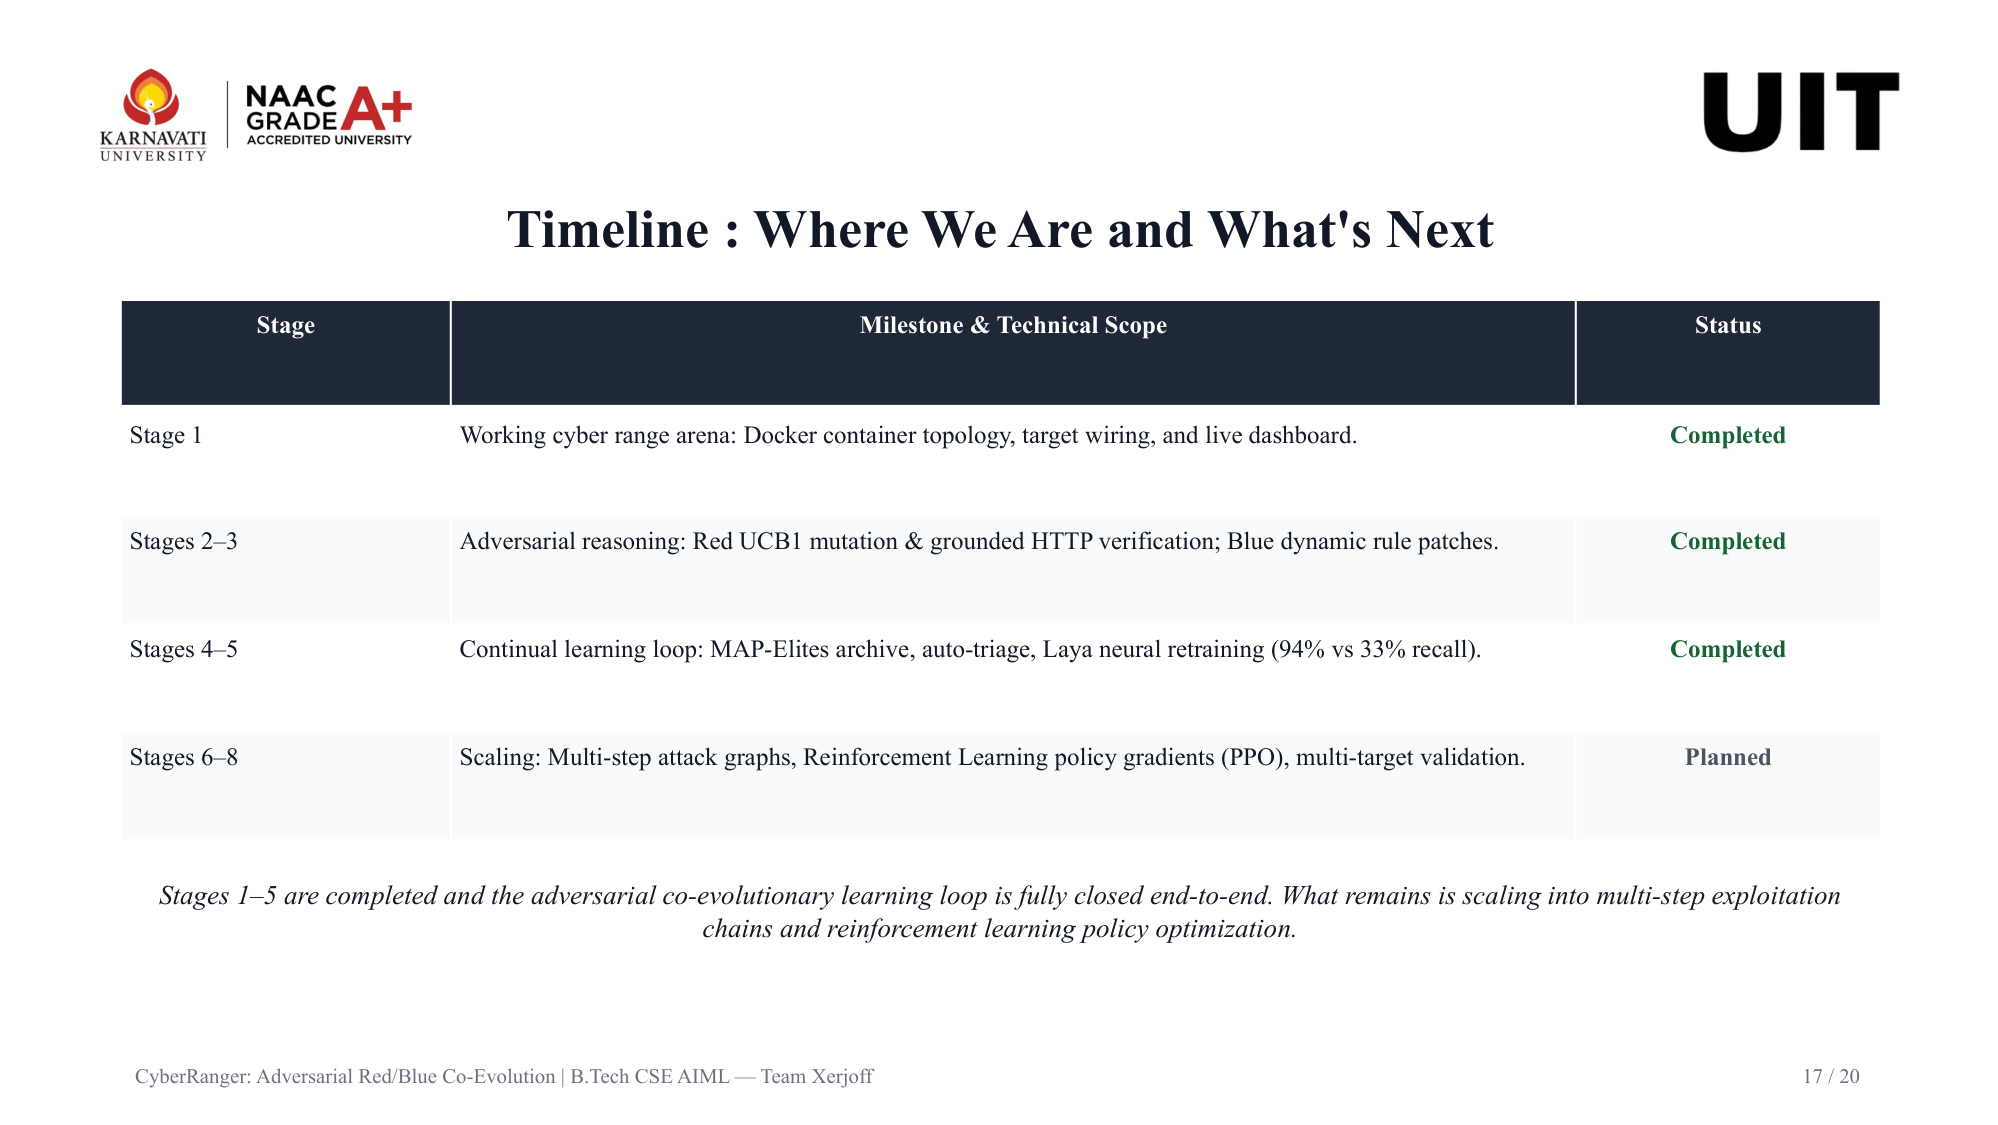 KARNAVATI
UNIVERSITY
NAAC
GRADE A+
ACCREDITED UNIVERSITY
UIT
Timeline : Where We Are and What's Next
Stage Milestone & Technical Scope Status
Stage 1 Working cyber range arena: Docker container topology, target wiring, and live dashboard. Completed
Stages 2–3 Adversarial reasoning: Red UCB1 mutation & grounded HTTP verification; Blue dynamic rule patches. Completed
Stages 4–5 Continual learning loop: MAP-Elites archive, auto-triage, Laya neural retraining (94% vs 33% recall). Completed
Stages 6–8 Scaling: Multi-step attack graphs, Reinforcement Learning policy gradients (PPO), multi-target validation. Planned
Stages 1–5 are completed and the adversarial co-evolutionary learning loop is fully closed end-to-end. What remains is scaling into multi-step exploitation
chains and reinforcement learning policy optimization.
CyberRanger: Adversarial Red/Blue Co-Evolution | B.Tech CSE AIML — Team Xerjoff 17 / 20